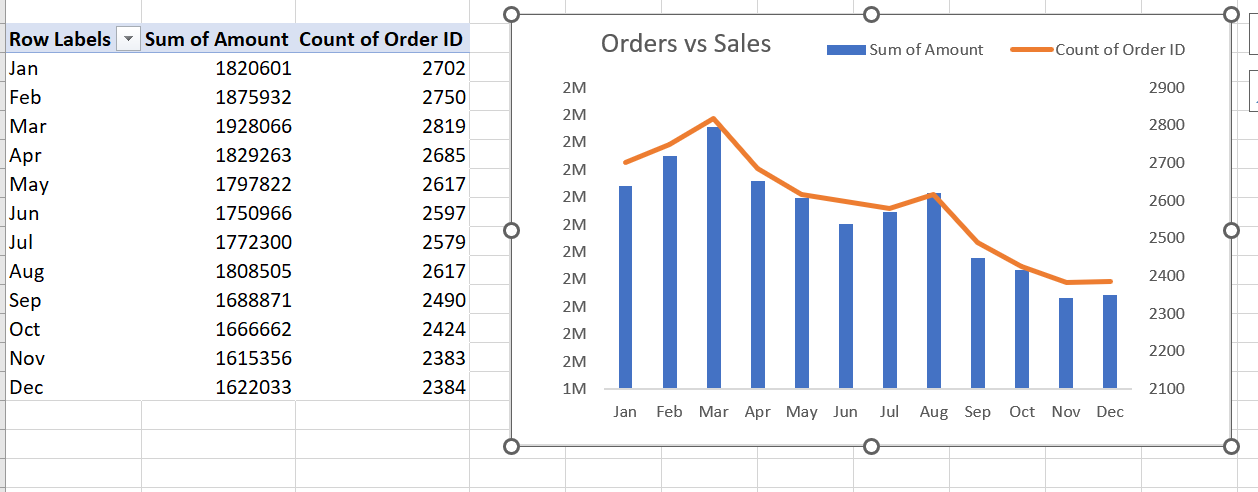 Row Labels Sum of Amount Count of Order ID
Jan 1820601 2702
Feb 1875932 2750
Mar 1928066 2819
Apr 1829263 2685
May 1797822 2617
Jun 1750966 2597
Jul 1772300 2579
Aug 1808505 2617
Sep 1688871 2490
Oct 1666662 2424
Nov 1615356 2383
Dec 1622033 2384
Orders vs Sales
Sum of Amount Count of Order ID
2M
2M
2M
2M
2M
2M
2M
2M
2M
2M
2M
1M
2900
2800
2700
2600
2500
2400
2300
2200
2100
Jan Feb Mar Apr May Jun Jul Aug Sep Oct Nov Dec